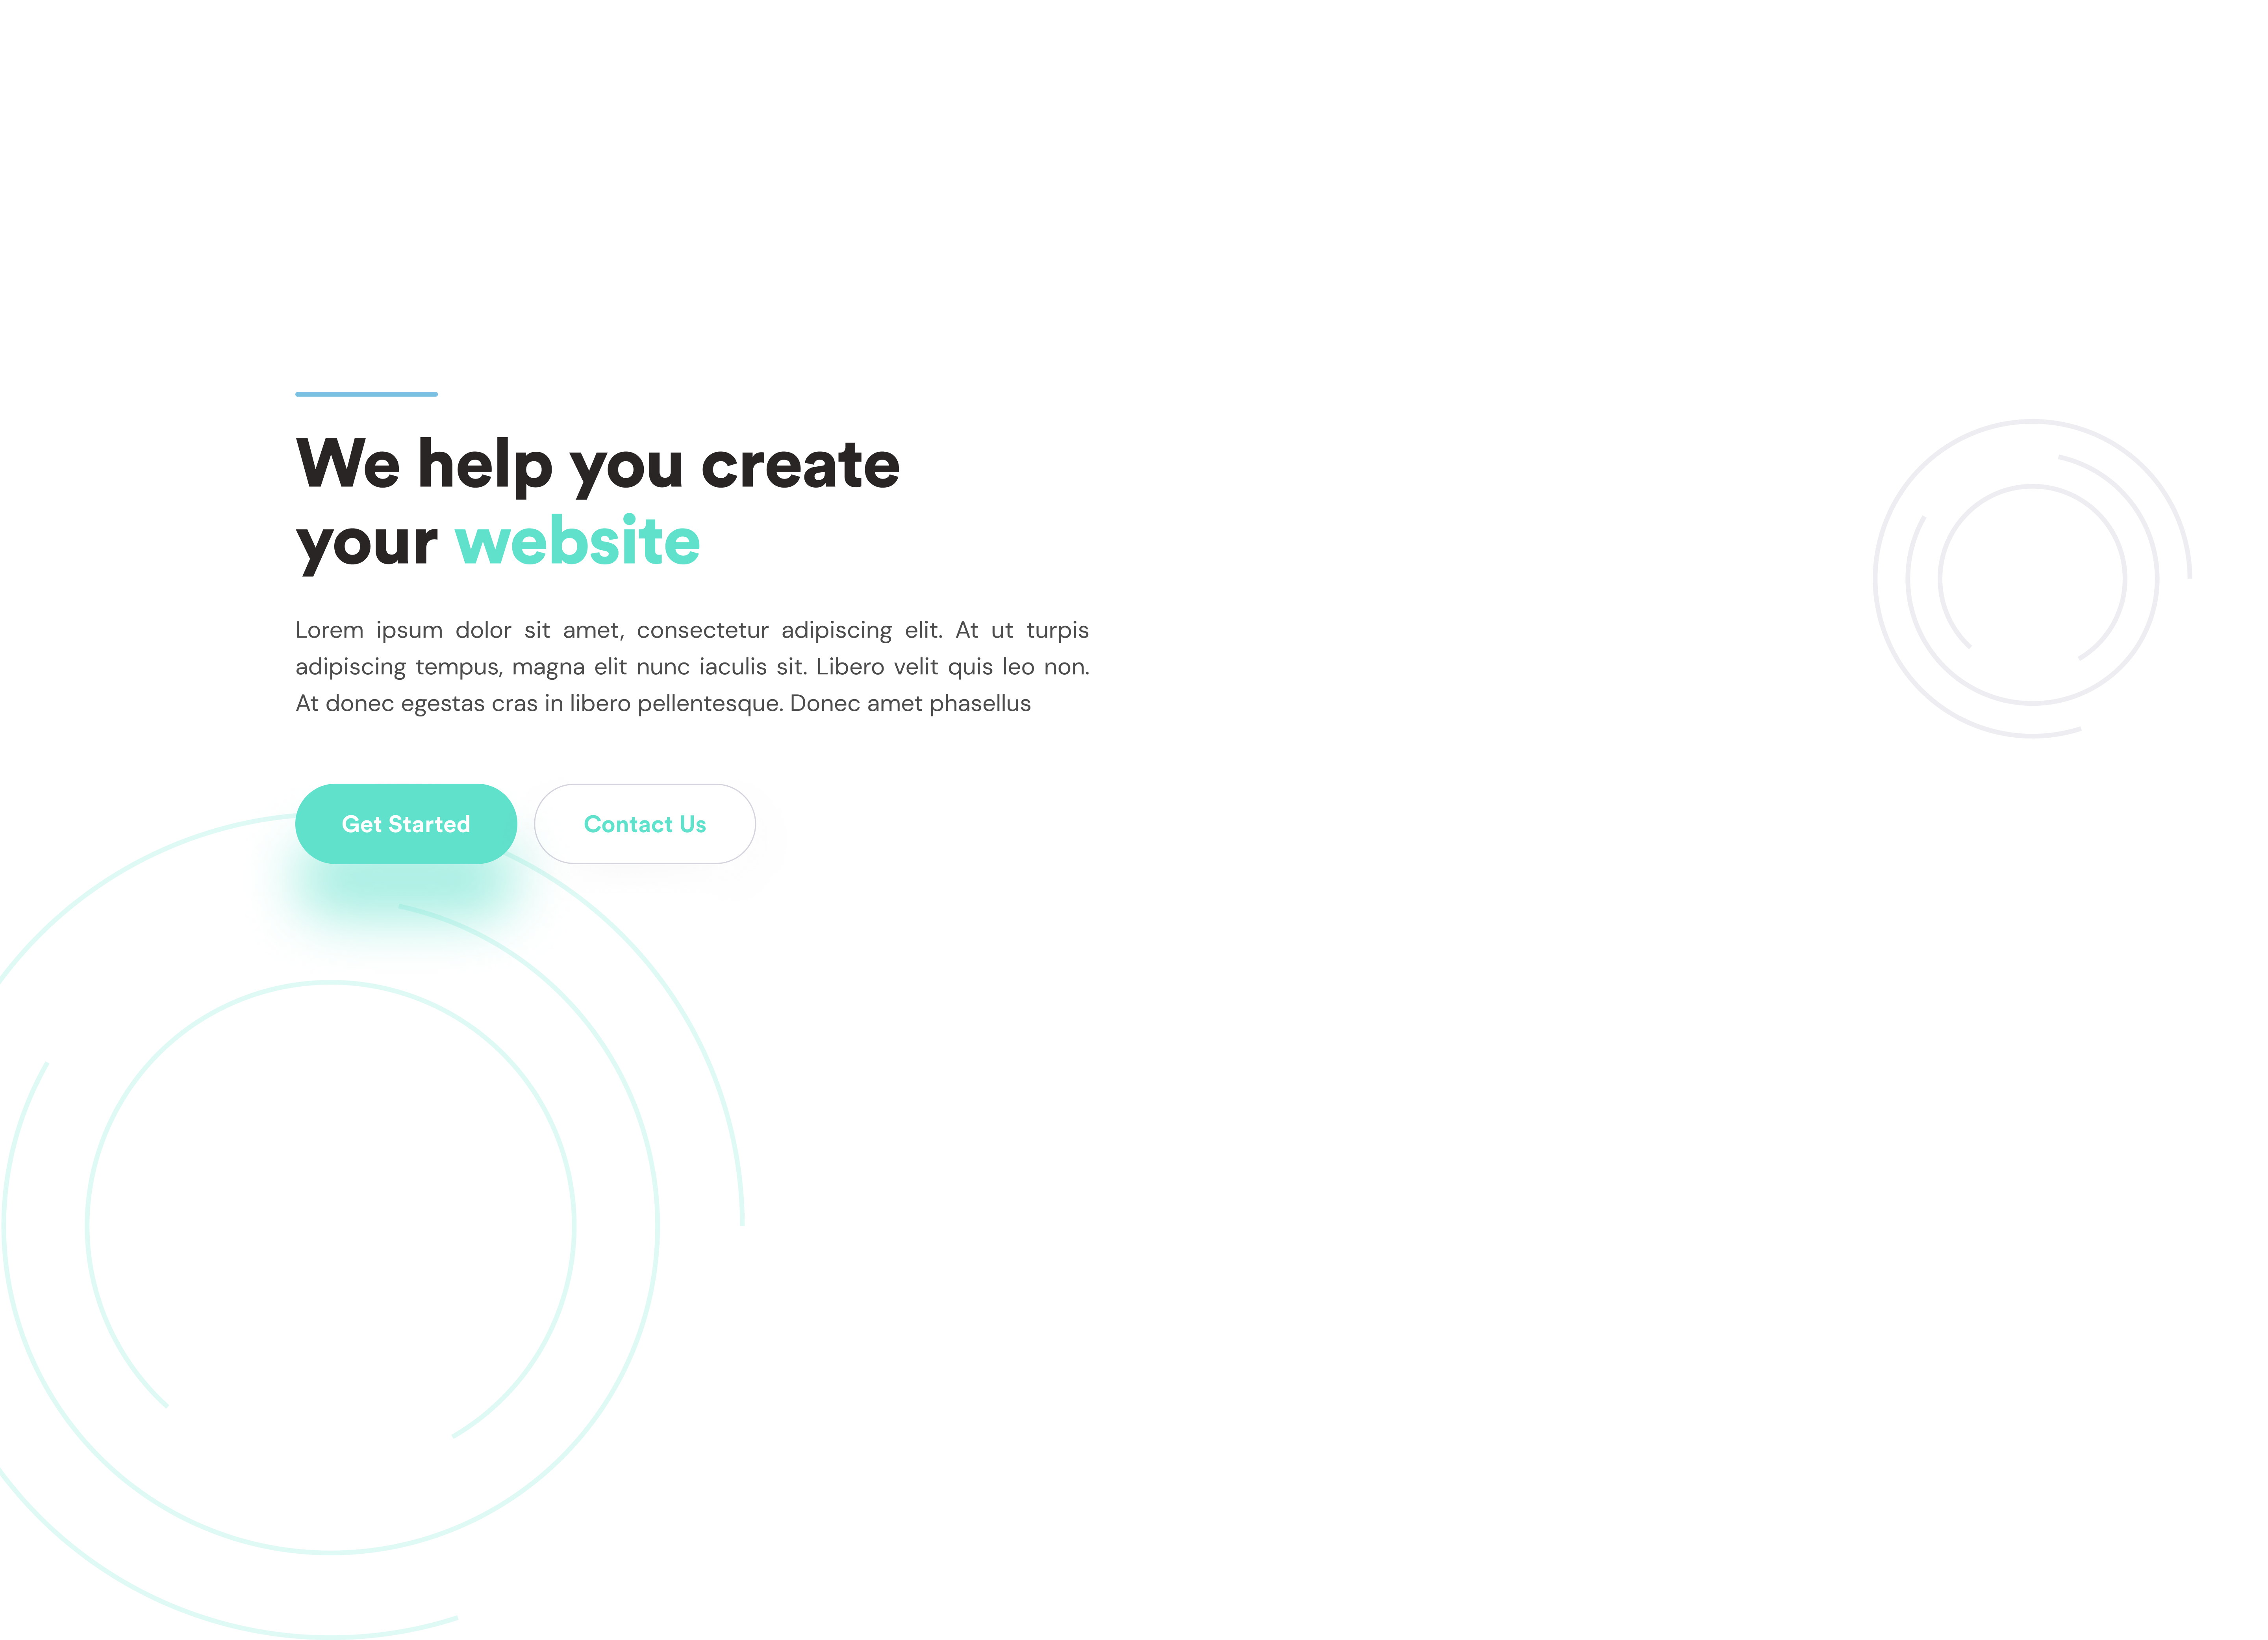 We help you create
your website
Lorem ipsum dolor sit amet, consectetur adipiscing elit. At ut turpis
adipiscing tempus, magna elit nunc iaculis sit. Libero velit quis leo non.
At donec egestas cras in libero pellentesque. Donec amet phasellus
Get Started
Contact Us